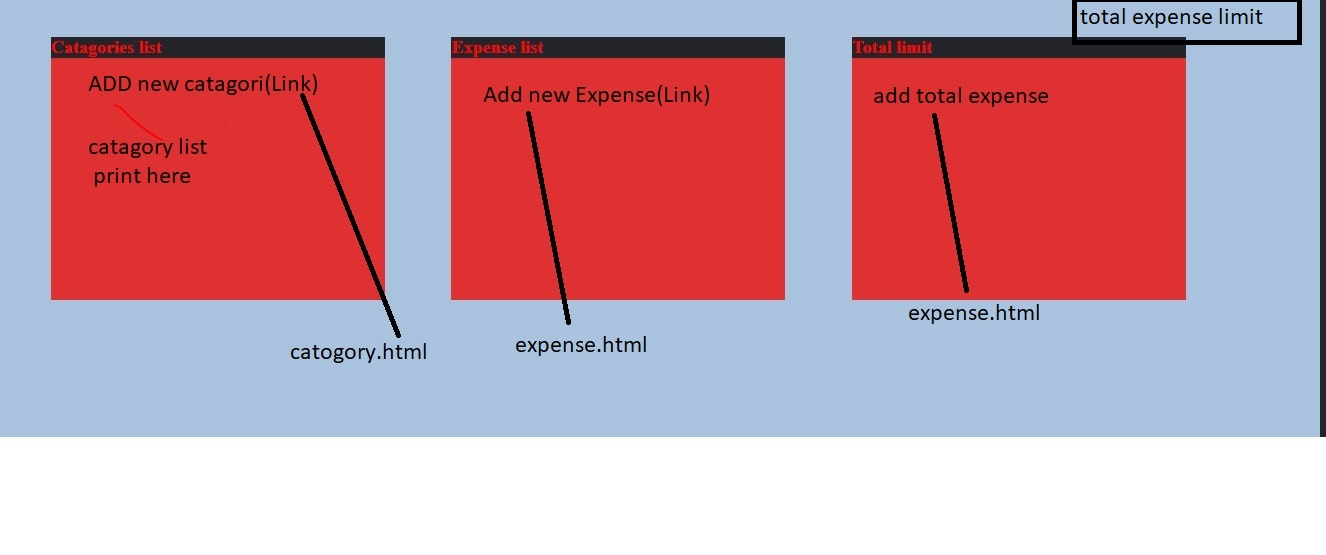 total expense limit
Catagories list
ADD new catagori(Link)
catagory list
print here
catogory.html
Expense list
Add new Expense(Link)
expense.html
Total limit
add total expense
expense.html